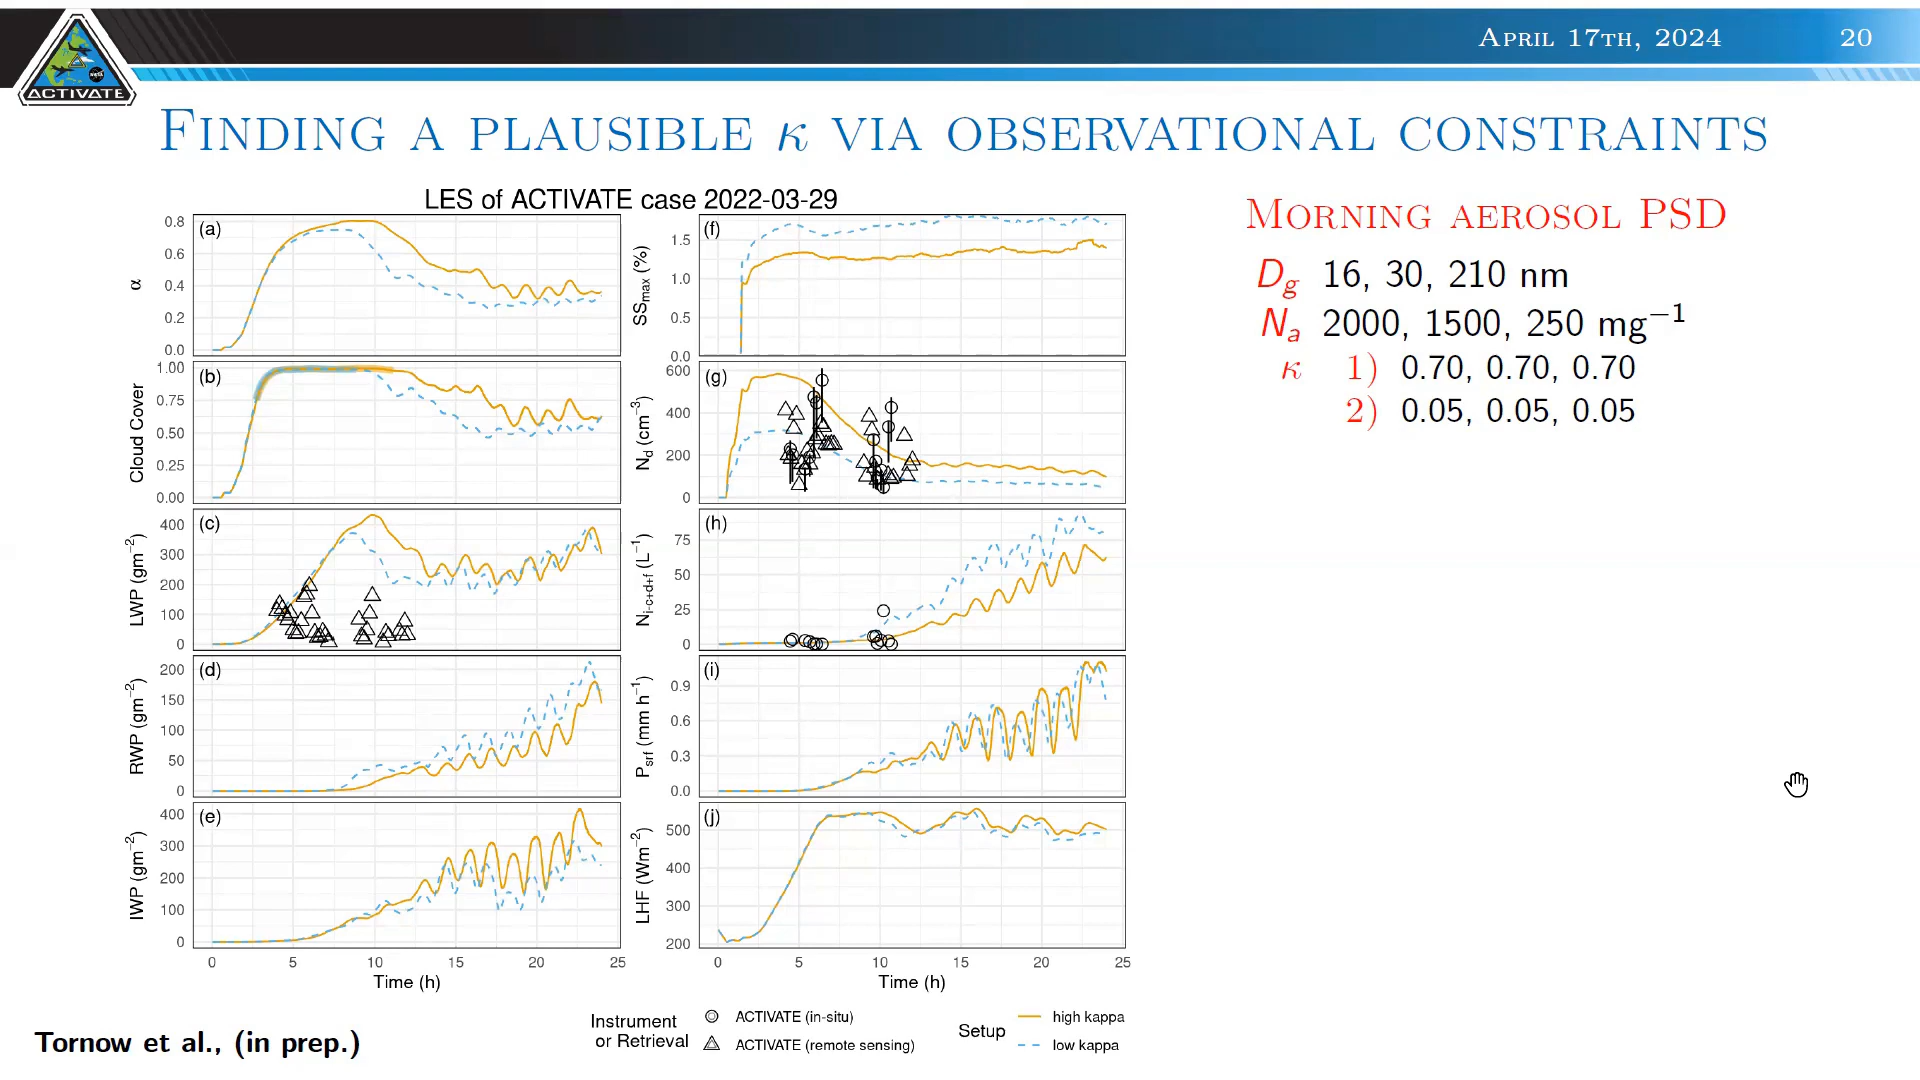 APRIL 17TH, 2024 20
ACTIVATE
FINDING A PLAUSIBLE κ VIA OBSERVATIONAL CONSTRAINTS
LES of ACTIVATE case 2022-03-29
MORNING AEROSOL PSD
D_g 16, 30, 210 nm
N_a 2000, 1500, 250 mg⁻¹
κ 1) 0.70, 0.70, 0.70
2) 0.05, 0.05, 0.05
(a)
α
0.8
0.6
0.4
0.2
0.0
(b)
Cloud Cover
1.00
0.75
0.50
0.25
0.00
(c)
LWP (gm⁻²)
400
300
200
100
0
(d)
RWP (gm⁻²)
200
150
100
50
0
(e)
IWP (gm⁻²)
400
300
200
100
0
0 5 10 15 20 25
Time (h)
(f)
SS_max (%)
1.5
1.0
0.5
0.0
(g)
N_d (cm⁻³)
600
400
200
0
(h)
N_i-c+d+f (L⁻¹)
75
50
25
0
(i)
P_srf (mm h⁻¹)
0.9
0.6
0.3
0.0
(j)
LHF (Wm⁻²)
500
400
300
200
0 5 10 15 20 25
Time (h)
Instrument
or Retrieval
ACTIVATE (in-situ)
ACTIVATE (remote sensing)
Setup
high kappa
low kappa
Tornow et al., (in prep.)